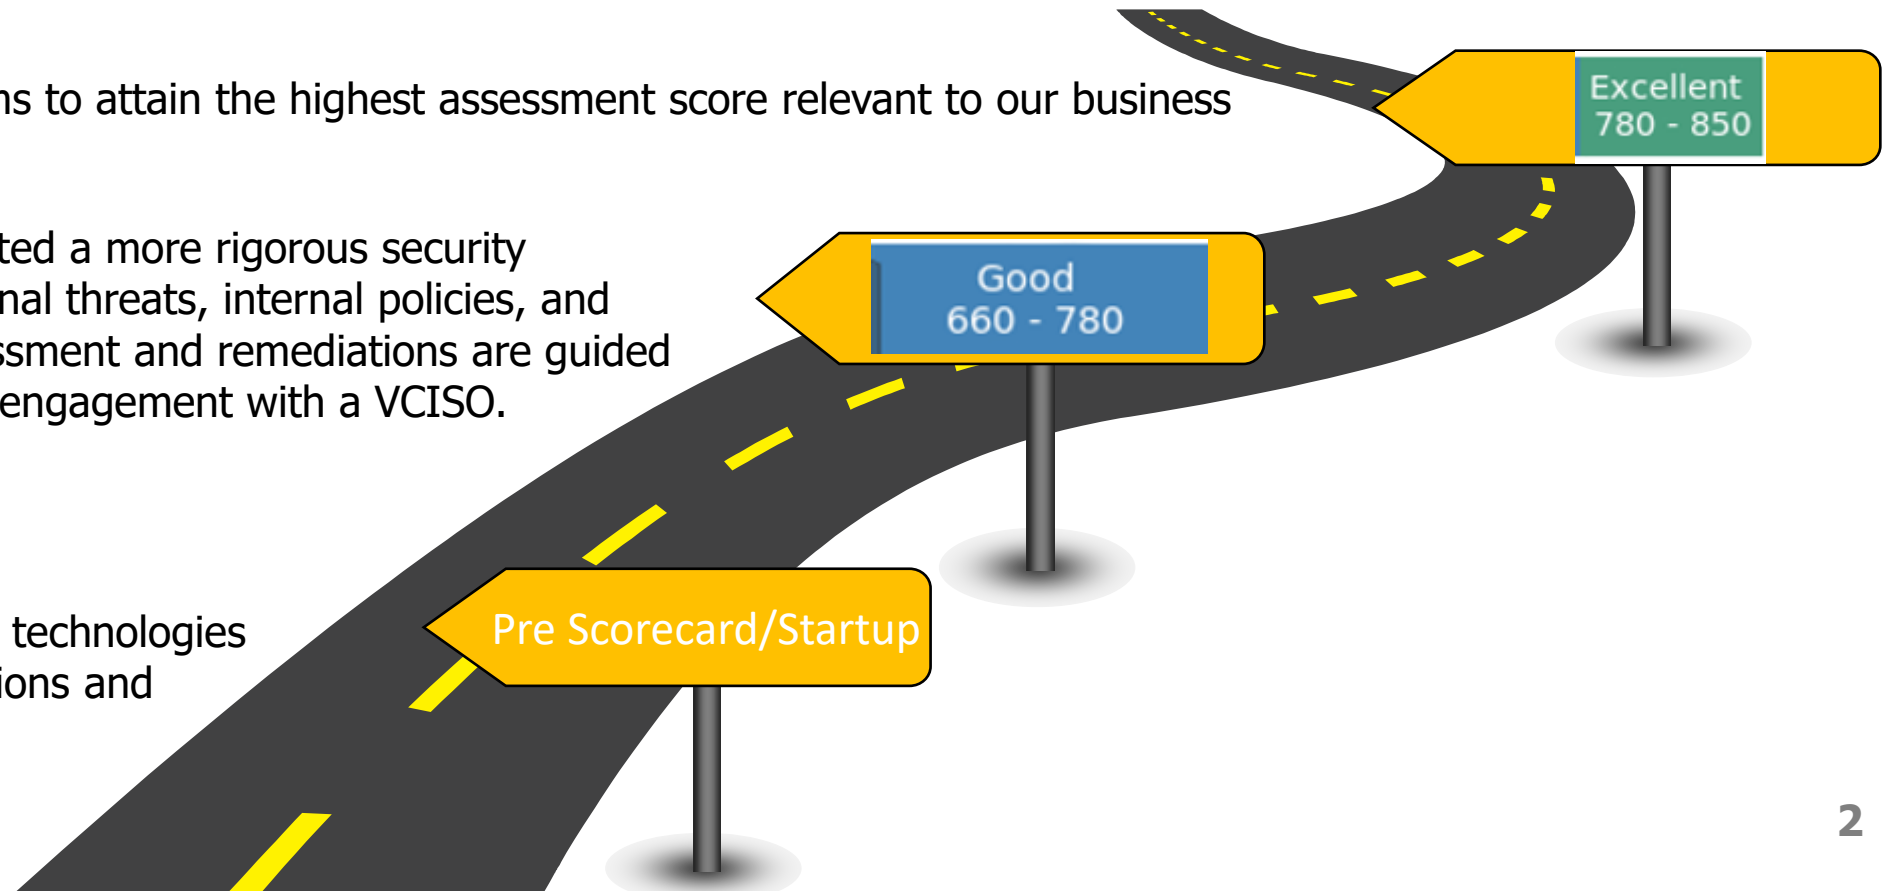 ns to attain the highest assessment score relevant to our business
Excellent
780 - 850
ted a more rigorous security
nal threats, internal policies, and
ssment and remediations are guided
engagement with a VCISO.
Good
660 - 780
technologies
ions and
Pre Scorecard/Startup
2